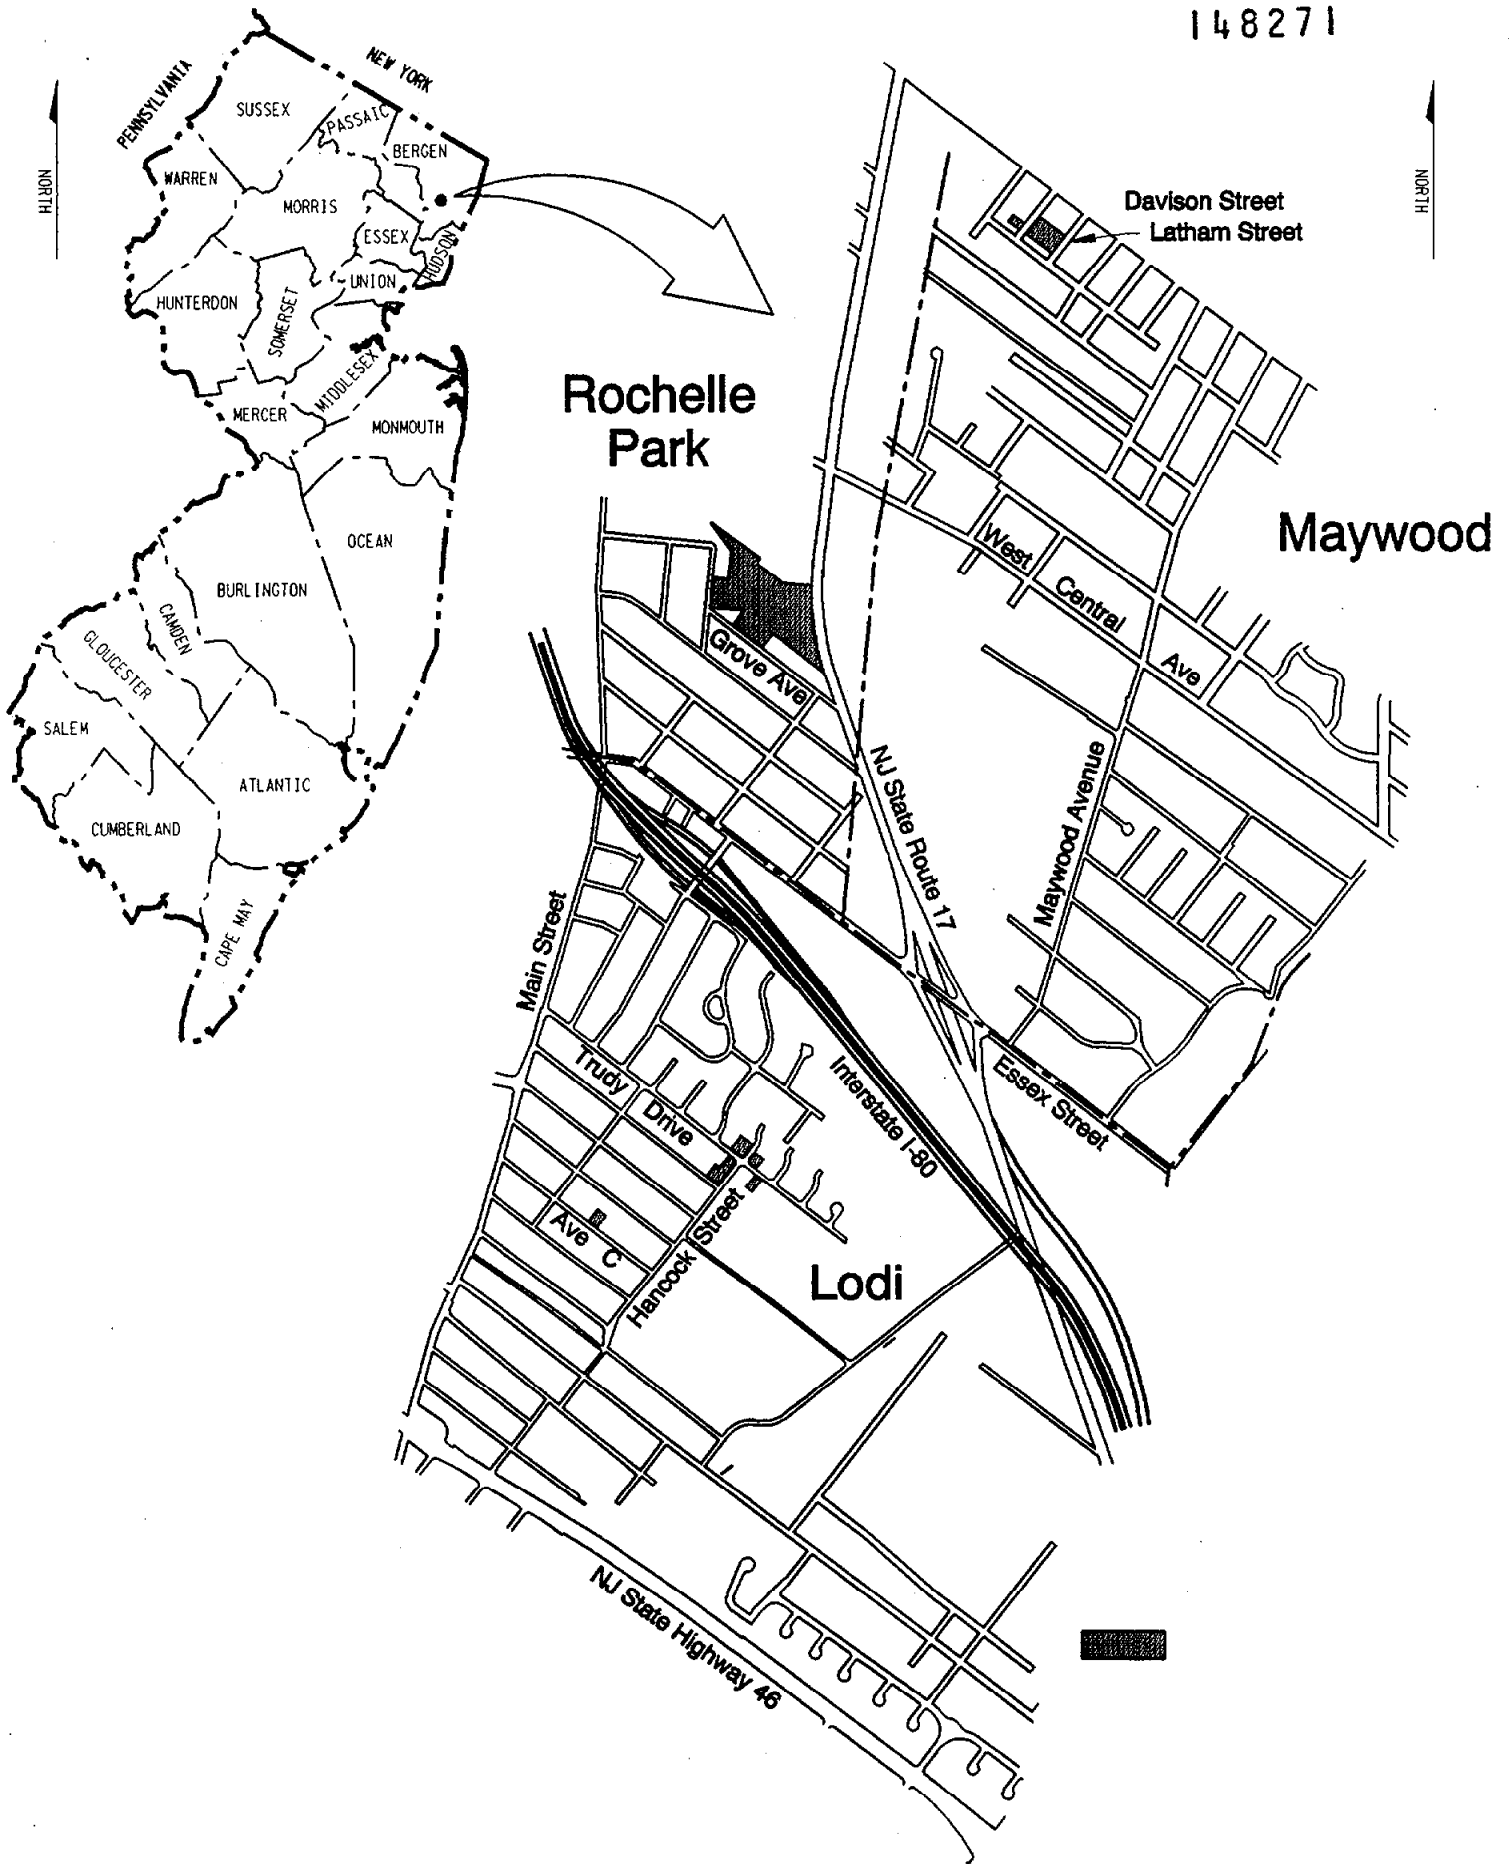 148271
NEW YORK
PENNSYLVANIA
SUSSEX
PASSAIC
BERGEN
WARREN
MORRIS
ESSEX
HUDSON
UNION
HUNTERDON
SOMERSET
MIDDLESEX
MERCER
MONMOUTH
OCEAN
BURLINGTON
CAMDEN
GLOUCESTER
SALEM
ATLANTIC
CUMBERLAND
CAPE MAY
NORTH
NORTH
Davison Street
Latham Street
Rochelle
Park
Maywood
West Central Ave
Grove Ave
NJ State Route 17
Maywood Avenue
Main Street
Trudy Drive
Interstate I-80
Essex Street
Ave C
Hancock Street
Lodi
NJ State Highway 46